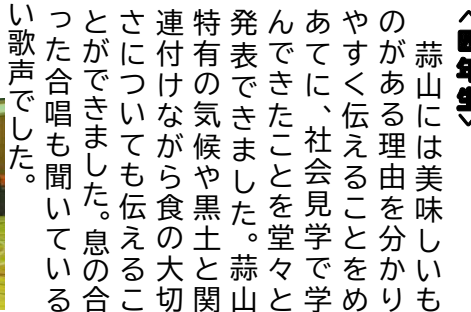 〈四年生〉
蒜山には美味しいも
のがある理由を分かり
やすく伝えることをめ
あてに、社会見学で学
んできたことを堂々と
発表できました。蒜山
特有の気候や黒土と関
連付けながら食の大切
さについても伝えるこ
とができました。息の合
った合唱も聞いている
い歌声でした。